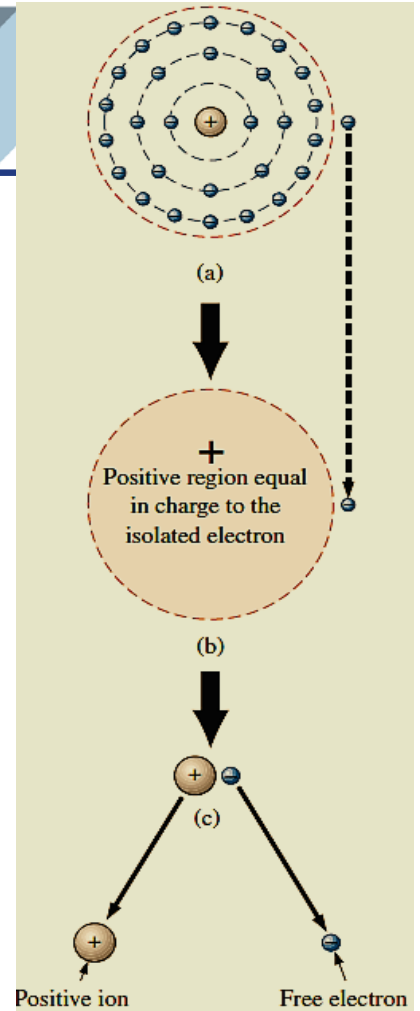 +
(a)
+
Positive region equal
in charge to the
isolated electron
(b)
+
(c)
+
Positive ion
Free electron